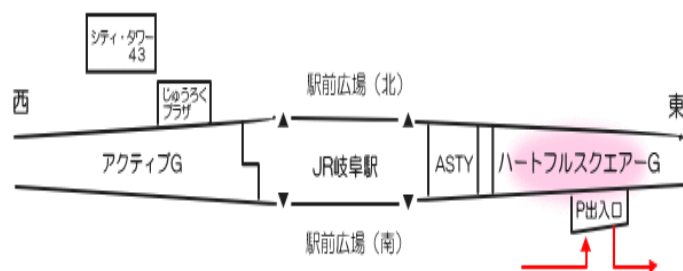 シティ・タワー
43
じゅうろく
プラザ
駅前広場（北）
西
東
アクティブG
JR岐阜駅
ASTY
ハートフルスクエアーG
P出入口
駅前広場（南）